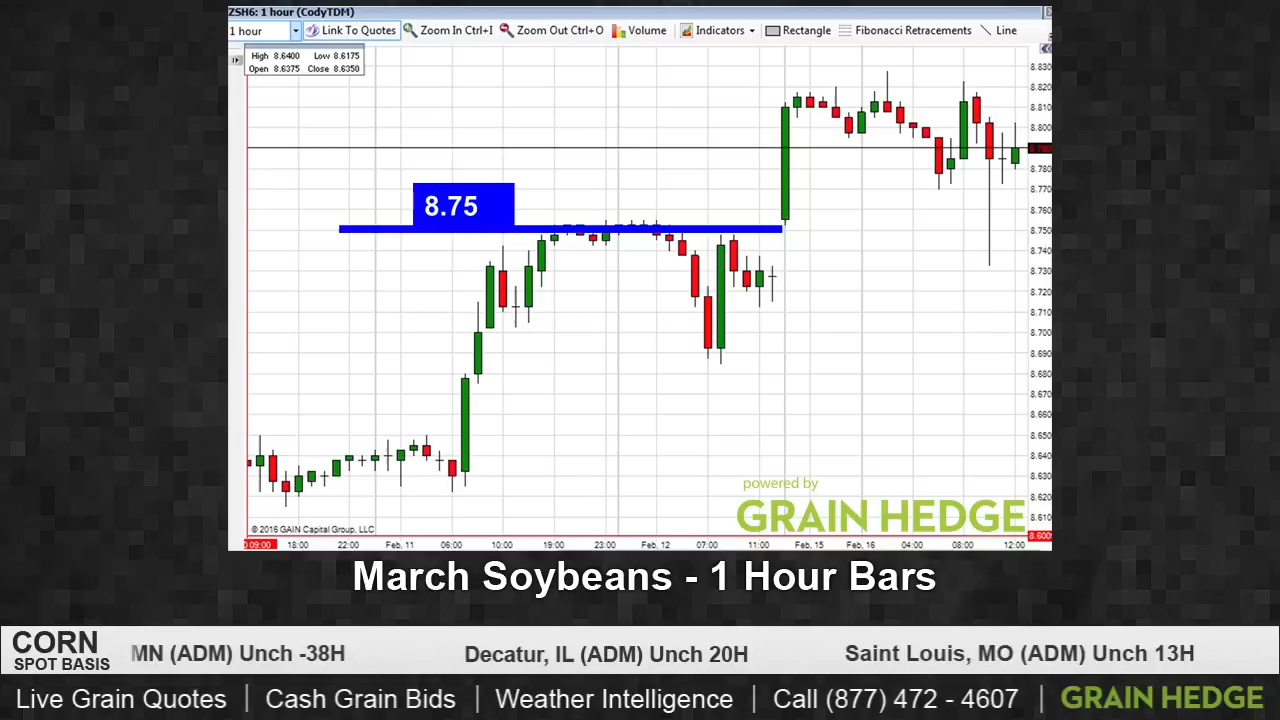 ZSH6: 1 hour (CodyTDM)
1 hour Link To Quotes Zoom In Ctrl+I Zoom Out Ctrl+O Volume Indicators Rectangle Fibonacci Retracements Line
High 8.6400 Low 8.6175
Open 8.6375 Close 8.6350
8.830
8.820
8.810
8.800
8.780
8.770
8.760
8.75
8.750
8.740
8.730
8.720
8.710
8.700
8.690
8.680
8.670
8.660
8.650
8.640
8.630
8.620
8.610
8.600
powered by
GRAIN HEDGE
© 2016 GAIN Capital Group, LLC
09:00 18:00 22:00 Feb, 11 06:00 10:00 19:00 23:00 Feb, 12 07:00 11:00 Feb, 15 Feb, 16 04:00 08:00 12:00
March Soybeans - 1 Hour Bars
CORN
SPOT BASIS
MN (ADM) Unch -38H Decatur, IL (ADM) Unch 20H Saint Louis, MO (ADM) Unch 13H
Live Grain Quotes | Cash Grain Bids | Weather Intelligence | Call (877) 472 - 4607 | GRAIN HEDGE